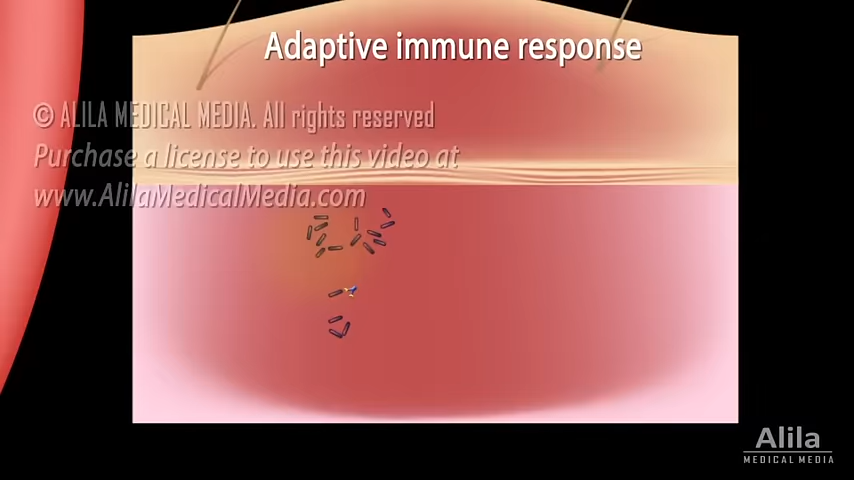 Adaptive immune response
© ALILA MEDICAL MEDIA. All rights reserved
Purchase a license to use this video at
www.AlilaMedicalMedia.com
Alila
MEDICAL MEDIA